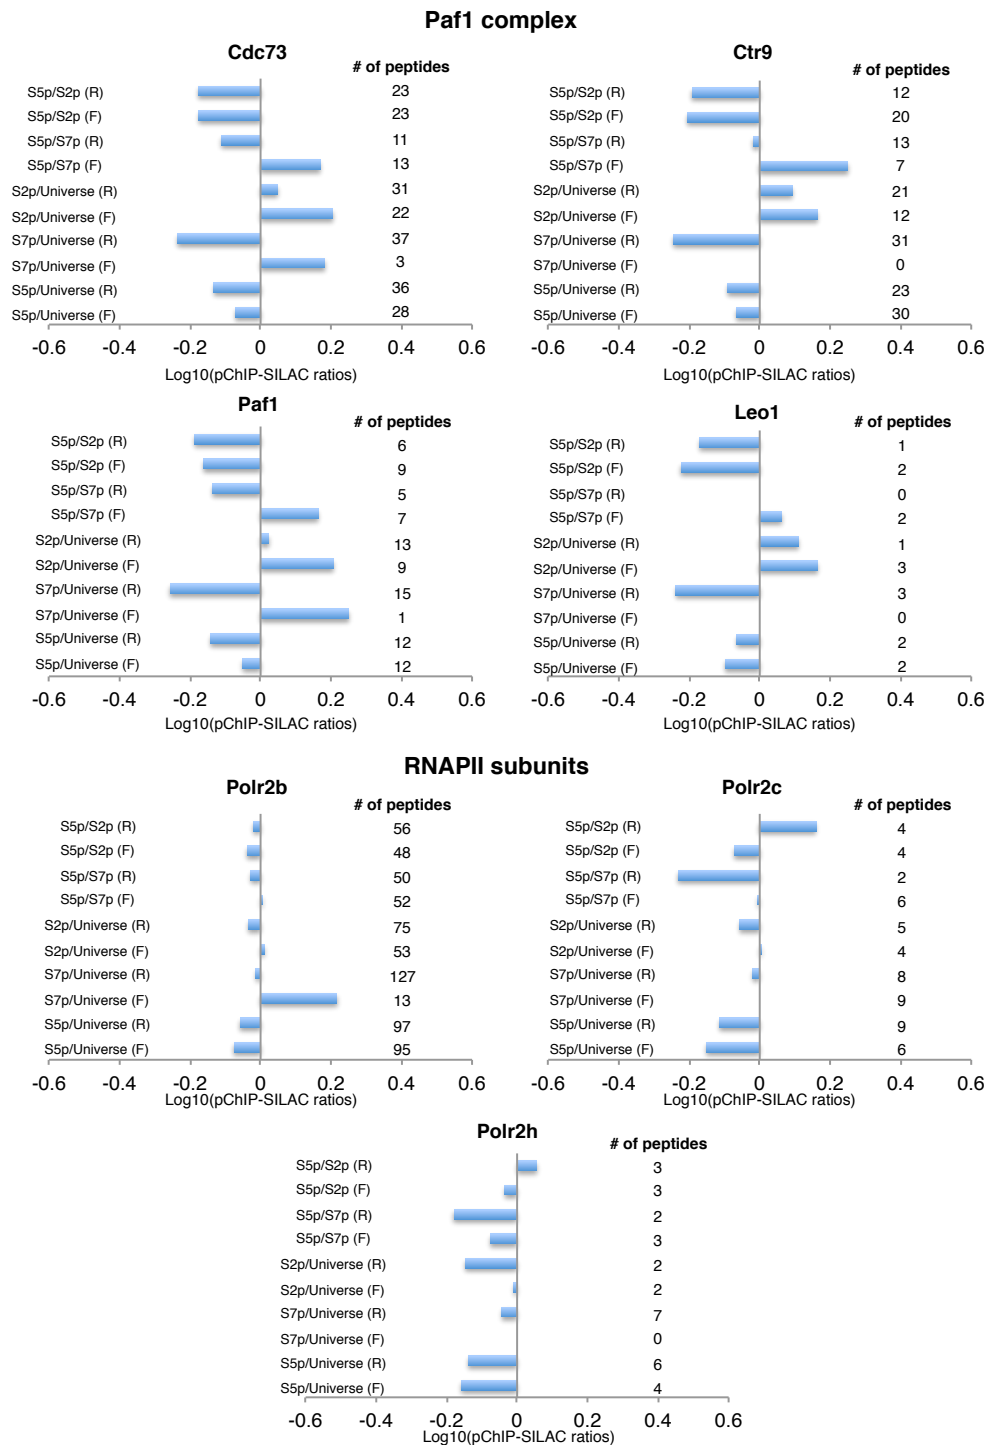 Paf1 complex
Cdc73
# of peptides
S5p/S2p (R) 23
S5p/S2p (F) 23
S5p/S7p (R) 11
S5p/S7p (F) 13
S2p/Universe (R) 31
S2p/Universe (F) 22
S7p/Universe (R) 37
S7p/Universe (F) 3
S5p/Universe (R) 36
S5p/Universe (F) 28
-0.6 -0.4 -0.2 0 0.2 0.4 0.6
Log10(pChIP-SILAC ratios)
Ctr9
# of peptides
S5p/S2p (R) 12
S5p/S2p (F) 20
S5p/S7p (R) 13
S5p/S7p (F) 7
S2p/Universe (R) 21
S2p/Universe (F) 12
S7p/Universe (R) 31
S7p/Universe (F) 0
S5p/Universe (R) 23
S5p/Universe (F) 30
-0.6 -0.4 -0.2 0 0.2 0.4 0.6
Log10(pChIP-SILAC ratios)
Paf1
# of peptides
S5p/S2p (R) 6
S5p/S2p (F) 9
S5p/S7p (R) 5
S5p/S7p (F) 7
S2p/Universe (R) 13
S2p/Universe (F) 9
S7p/Universe (R) 15
S7p/Universe (F) 1
S5p/Universe (R) 12
S5p/Universe (F) 12
-0.6 -0.4 -0.2 0 0.2 0.4 0.6
Log10(pChIP-SILAC ratios)
Leo1
# of peptides
S5p/S2p (R) 1
S5p/S2p (F) 2
S5p/S7p (R) 0
S5p/S7p (F) 2
S2p/Universe (R) 1
S2p/Universe (F) 3
S7p/Universe (R) 3
S7p/Universe (F) 0
S5p/Universe (R) 2
S5p/Universe (F) 2
-0.6 -0.4 -0.2 0 0.2 0.4 0.6
Log10(pChIP-SILAC ratios)
RNAPII subunits
Polr2b
# of peptides
S5p/S2p (R) 56
S5p/S2p (F) 48
S5p/S7p (R) 50
S5p/S7p (F) 52
S2p/Universe (R) 75
S2p/Universe (F) 53
S7p/Universe (R) 127
S7p/Universe (F) 13
S5p/Universe (R) 97
S5p/Universe (F) 95
-0.6 -0.4 -0.2 0 0.2 0.4 0.6
Log10(pChIP-SILAC ratios)
Polr2c
# of peptides
S5p/S2p (R) 4
S5p/S2p (F) 4
S5p/S7p (R) 2
S5p/S7p (F) 6
S2p/Universe (R) 5
S2p/Universe (F) 4
S7p/Universe (R) 8
S7p/Universe (F) 9
S5p/Universe (R) 9
S5p/Universe (F) 6
-0.6 -0.4 -0.2 0 0.2 0.4 0.6
Log10(pChIP-SILAC ratios)
Polr2h
# of peptides
S5p/S2p (R) 3
S5p/S2p (F) 3
S5p/S7p (R) 2
S5p/S7p (F) 3
S2p/Universe (R) 2
S2p/Universe (F) 2
S7p/Universe (R) 7
S7p/Universe (F) 0
S5p/Universe (R) 6
S5p/Universe (F) 4
-0.6 -0.4 -0.2 0 0.2 0.4 0.6
Log10(pChIP-SILAC ratios)